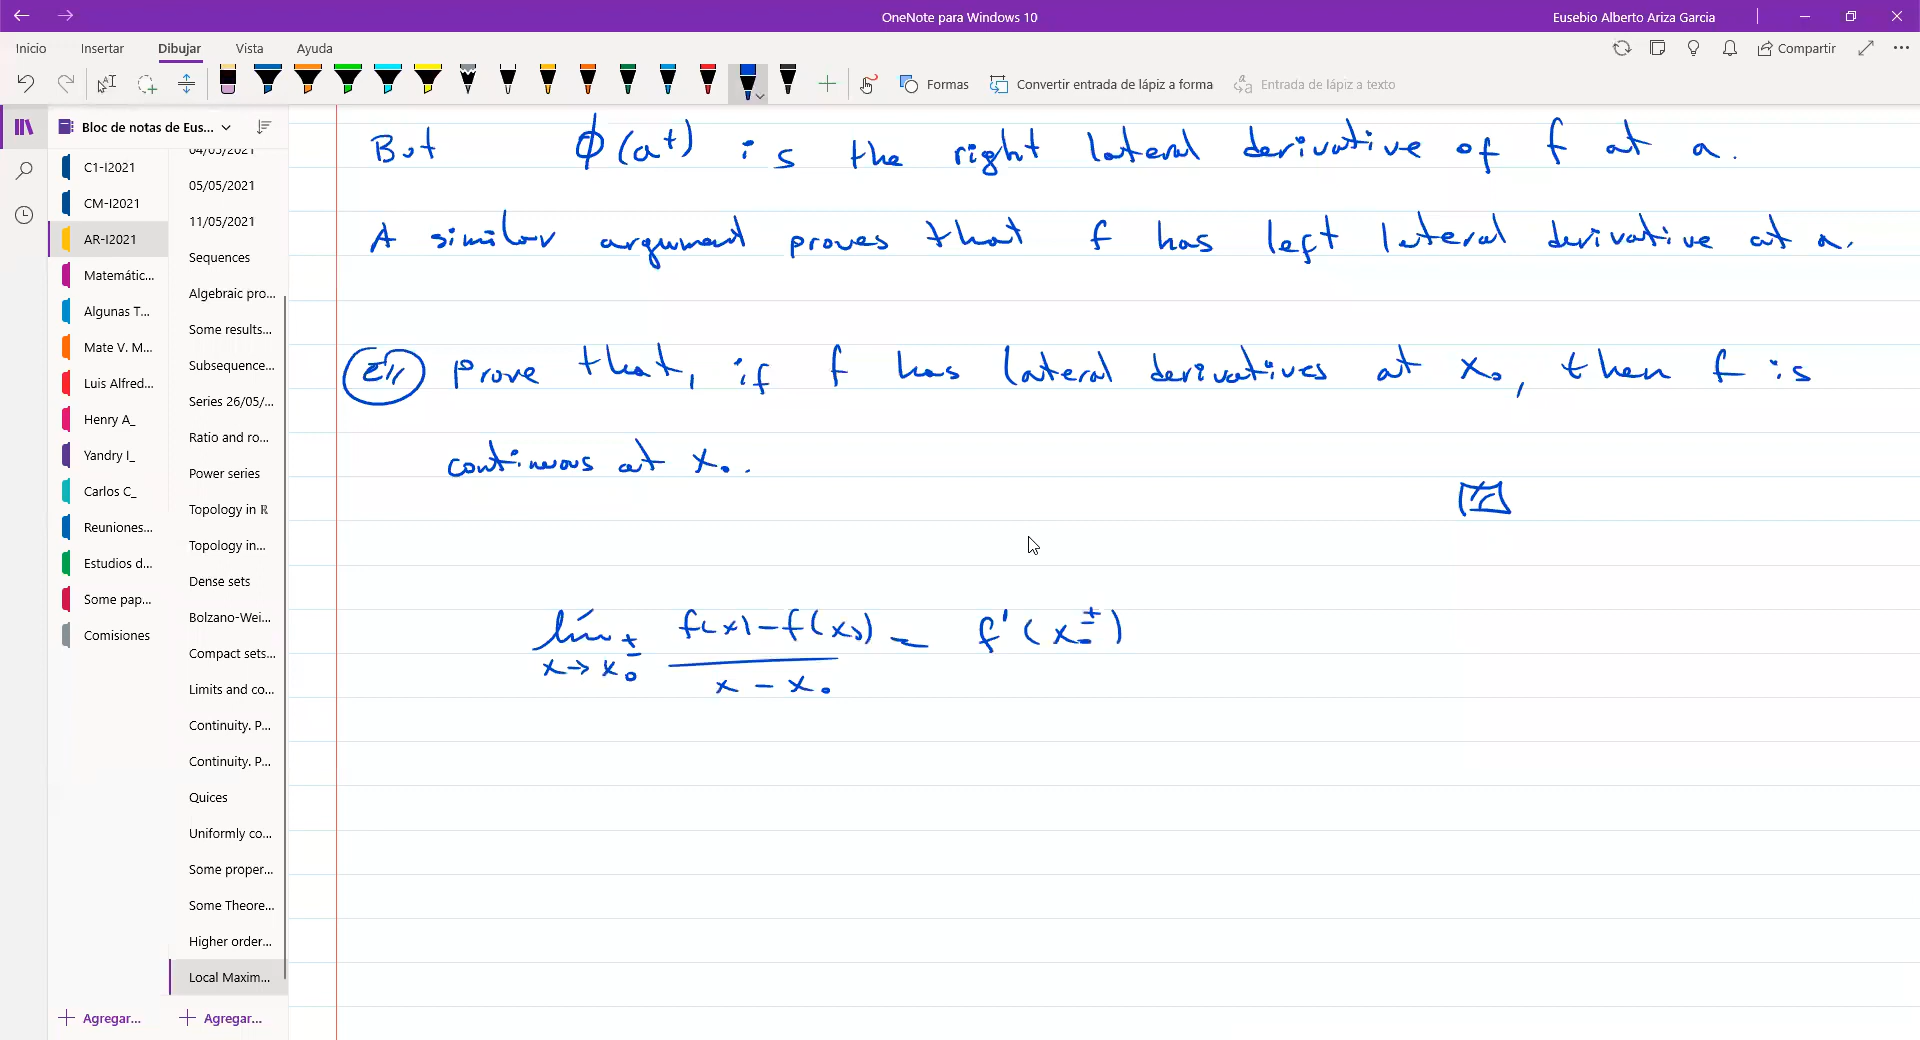 OneNote para Windows 10
Eusebio Alberto Ariza Garcia
Inicio
Insertar
Dibujar
Vista
Ayuda
Compartir
Formas
Convertir entrada de lápiz a forma
Entrada de lápiz a texto
Bloc de notas de Eus...
C1-I2021
CM-I2021
AR-I2021
Matemátic...
Algunas T...
Mate V. M...
Luis Alfred...
Henry A_
Yandry I_
Carlos C_
Reuniones...
Estudios d...
Some pap...
Comisiones
Agregar...
04/05/2021
05/05/2021
11/05/2021
Sequences
Algebraic pro...
Some results...
Subsequence...
Series 26/05/...
Ratio and ro...
Power series
Topology in ℝ
Topology in...
Dense sets
Bolzano-Wei...
Compact sets...
Limits and co...
Continuity. P...
Continuity. P...
Quices
Uniformly co...
Some proper...
Some Theore...
Higher order...
Local Maxim...
Agregar...
But ϕ(a⁺) is the right lateral derivative of f at a.
A similar argument proves that f has left lateral derivative at a.
prove that, if f has lateral derivatives at x₀, then f is
continuous at x₀.
lím x→x₀^± (f(x)-f(x₀))/(x-x₀) = f'(x₀^±)